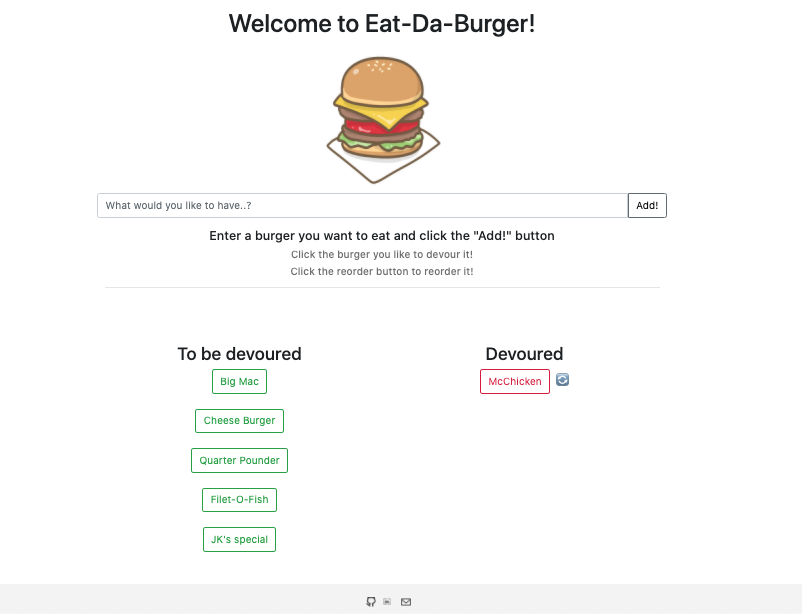 Welcome to Eat-Da-Burger!
What would you like to have..?
Add!
Enter a burger you want to eat and click the "Add!" button
Click the burger you like to devour it!
Click the reorder button to reorder it!
To be devoured
Big Mac
Cheese Burger
Quarter Pounder
Filet-O-Fish
JK's special
Devoured
McChicken